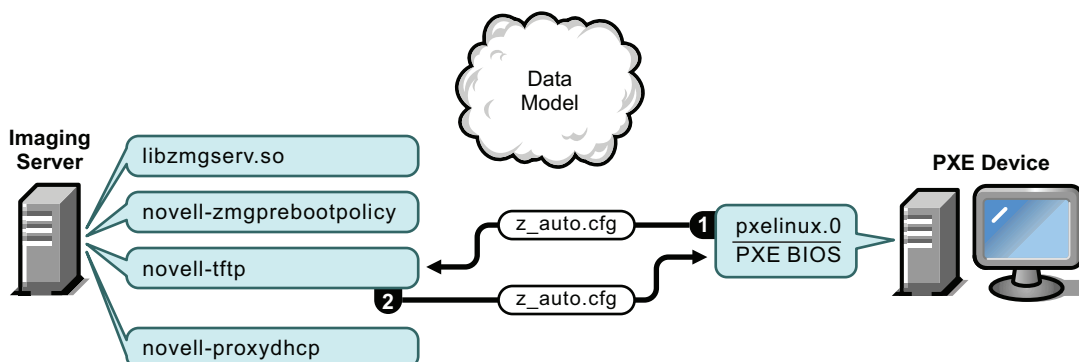 Data
Model
Imaging
Server
libzmgserv.so
novell-zmgprebootpolicy
novell-tftp
novell-proxydhcp
z_auto.cfg
1
2
z_auto.cfg
pxelinux.0
PXE BIOS
PXE Device